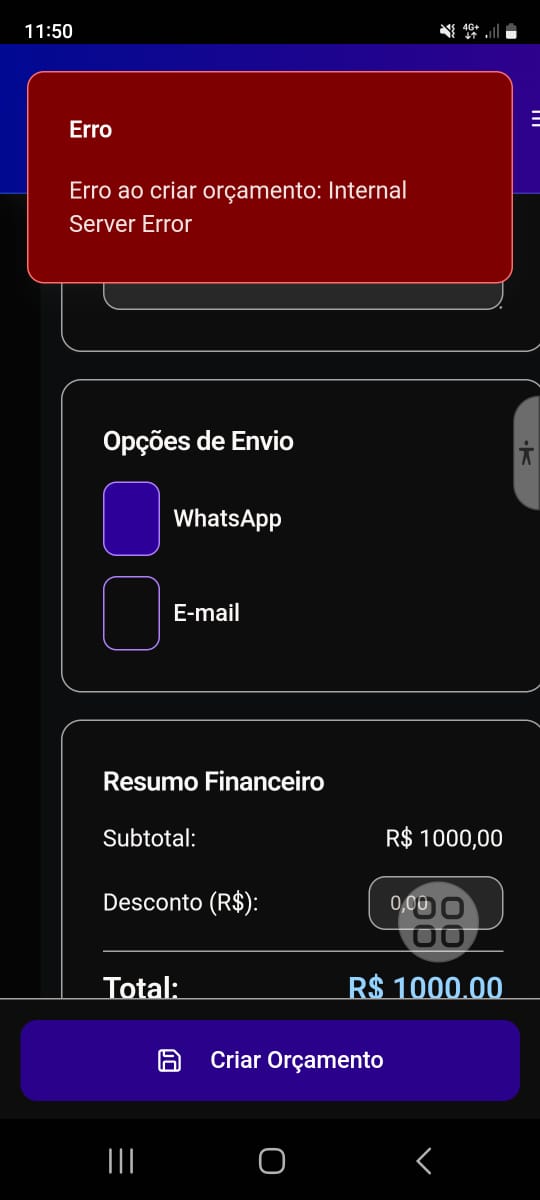 11:50
4G+
Erro
Erro ao criar orçamento: Internal
Server Error
Opções de Envio
WhatsApp
E-mail
Resumo Financeiro
Subtotal: R$ 1000,00
Desconto (R$): 0,00
Total: R$ 1000,00
Criar Orçamento